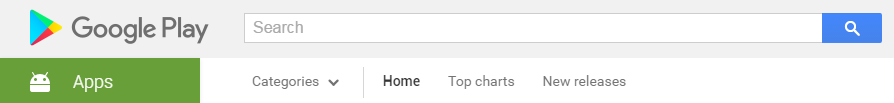 Google Play Search
Apps Categories Home Top charts New releases